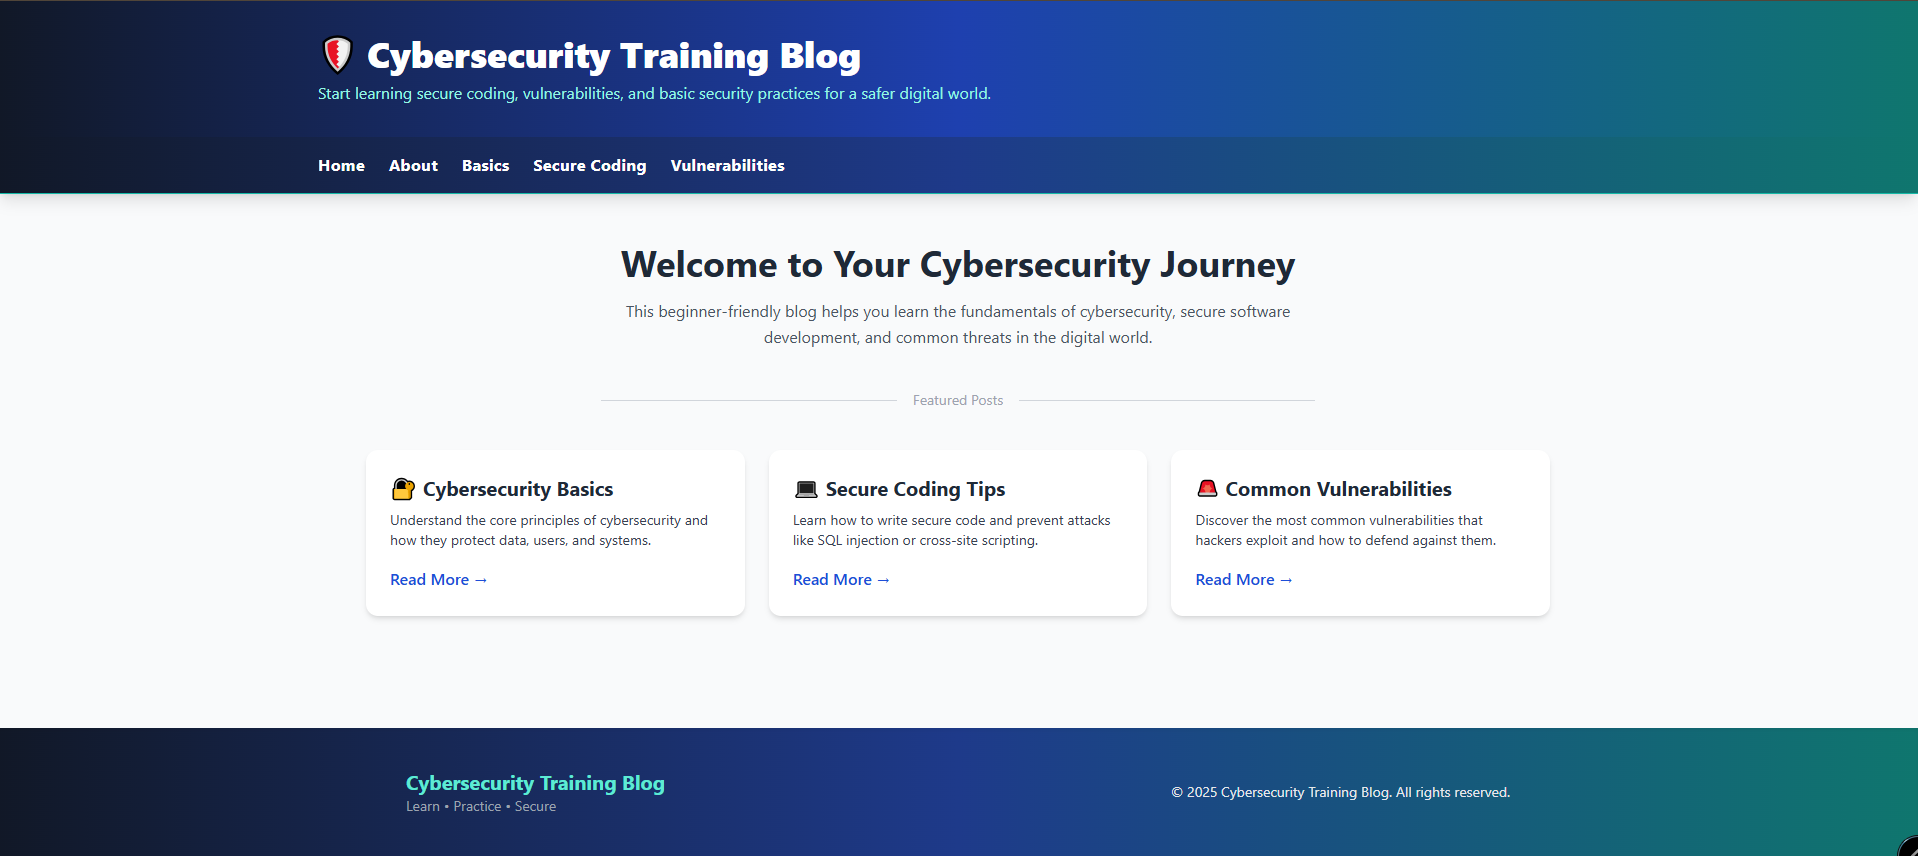 Cybersecurity Training Blog
Start learning secure coding, vulnerabilities, and basic security practices for a safer digital world.
Home About Basics Secure Coding Vulnerabilities
Welcome to Your Cybersecurity Journey
This beginner-friendly blog helps you learn the fundamentals of cybersecurity, secure software
development, and common threats in the digital world.
Featured Posts
Cybersecurity Basics
Understand the core principles of cybersecurity and
how they protect data, users, and systems.
Read More →
Secure Coding Tips
Learn how to write secure code and prevent attacks
like SQL injection or cross-site scripting.
Read More →
Common Vulnerabilities
Discover the most common vulnerabilities that
hackers exploit and how to defend against them.
Read More →
Cybersecurity Training Blog
Learn • Practice • Secure
© 2025 Cybersecurity Training Blog. All rights reserved.